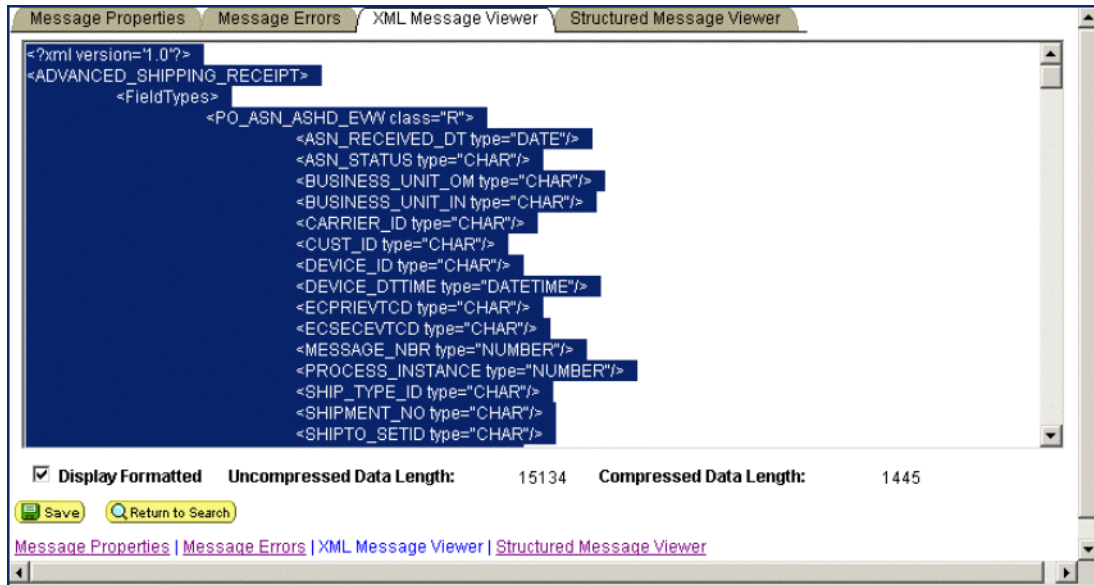 Message Properties Message Errors XML Message Viewer Structured Message Viewer
<?xml version='1.0'?>
<ADVANCED_SHIPPING_RECEIPT>
<FieldTypes>
<PO_ASN_ASHD_EVW class="R">
<ASN_RECEIVED_DT type="DATE"/>
<ASN_STATUS type="CHAR"/>
<BUSINESS_UNIT_OM type="CHAR"/>
<BUSINESS_UNIT_IN type="CHAR"/>
<CARRIER_ID type="CHAR"/>
<CUST_ID type="CHAR"/>
<DEVICE_ID type="CHAR"/>
<DEVICE_DTTIME type="DATETIME"/>
<ECPRIEVTCD type="CHAR"/>
<ECSECEVTCD type="CHAR"/>
<MESSAGE_NBR type="NUMBER"/>
<PROCESS_INSTANCE type="NUMBER"/>
<SHIP_TYPE_ID type="CHAR"/>
<SHIPMENT_NO type="CHAR"/>
<SHIPTO_SETID type="CHAR"/>
Display Formatted Uncompressed Data Length: 15134 Compressed Data Length: 1445
Save Return to Search
Message Properties | Message Errors | XML Message Viewer | Structured Message Viewer